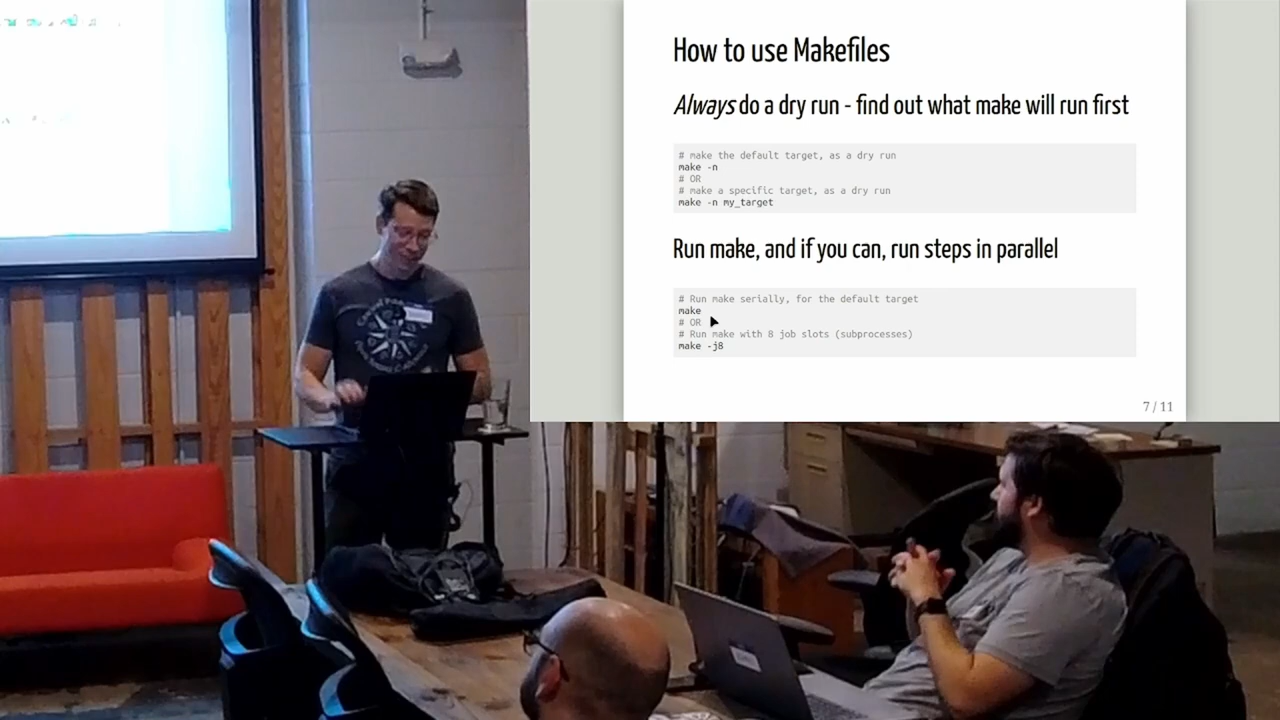 How to use Makefiles
Always do a dry run - find out what make will run first
# make the default target, as a dry run
make -n
# OR
# make a specific target, as a dry run
make -n my_target
Run make, and if you can, run steps in parallel
# Run make serially, for the default target
make
# OR
# Run make with 8 job slots (subprocesses)
make -j8
7 / 11